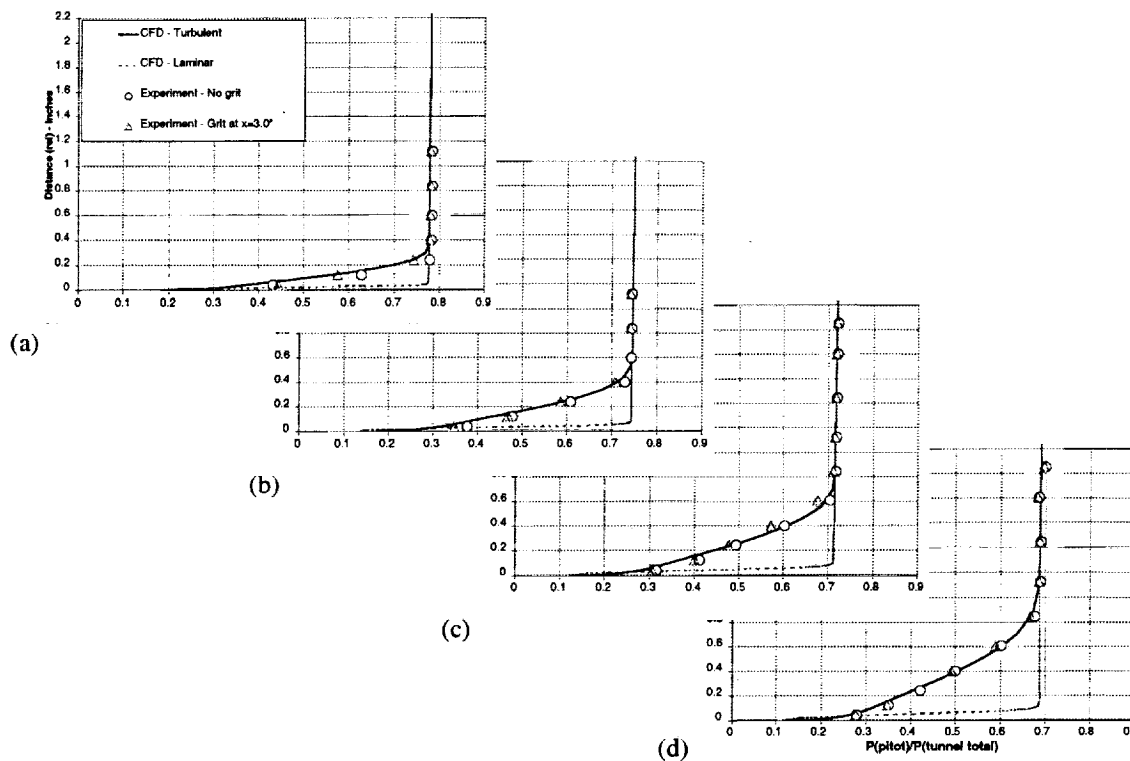 2.2
2
1.8
1.6
1.4
1.2
1
0.8
0.6
0.4
0.2
0
Distance (ref) - Inches
CFD - Turbulent
CFD - Laminar
Experiment - No grit
Experiment - Grit at x=3.0"
0 0.1 0.2 0.3 0.4 0.5 0.6 0.7 0.8 0.9
(a)
0.6
0.4
0.2
0
0 0.1 0.2 0.3 0.4 0.5 0.6 0.7 0.8 0.9
(b)
0.6
0.4
0.2
0
0 0.1 0.2 0.3 0.4 0.5 0.6 0.7 0.8 0.9
(c)
0.6
0.4
0.2
0
0 0.1 0.2 0.3 0.4 0.5 0.6 0.7 0.8
P(pitot)/P(tunnel total)
(d)